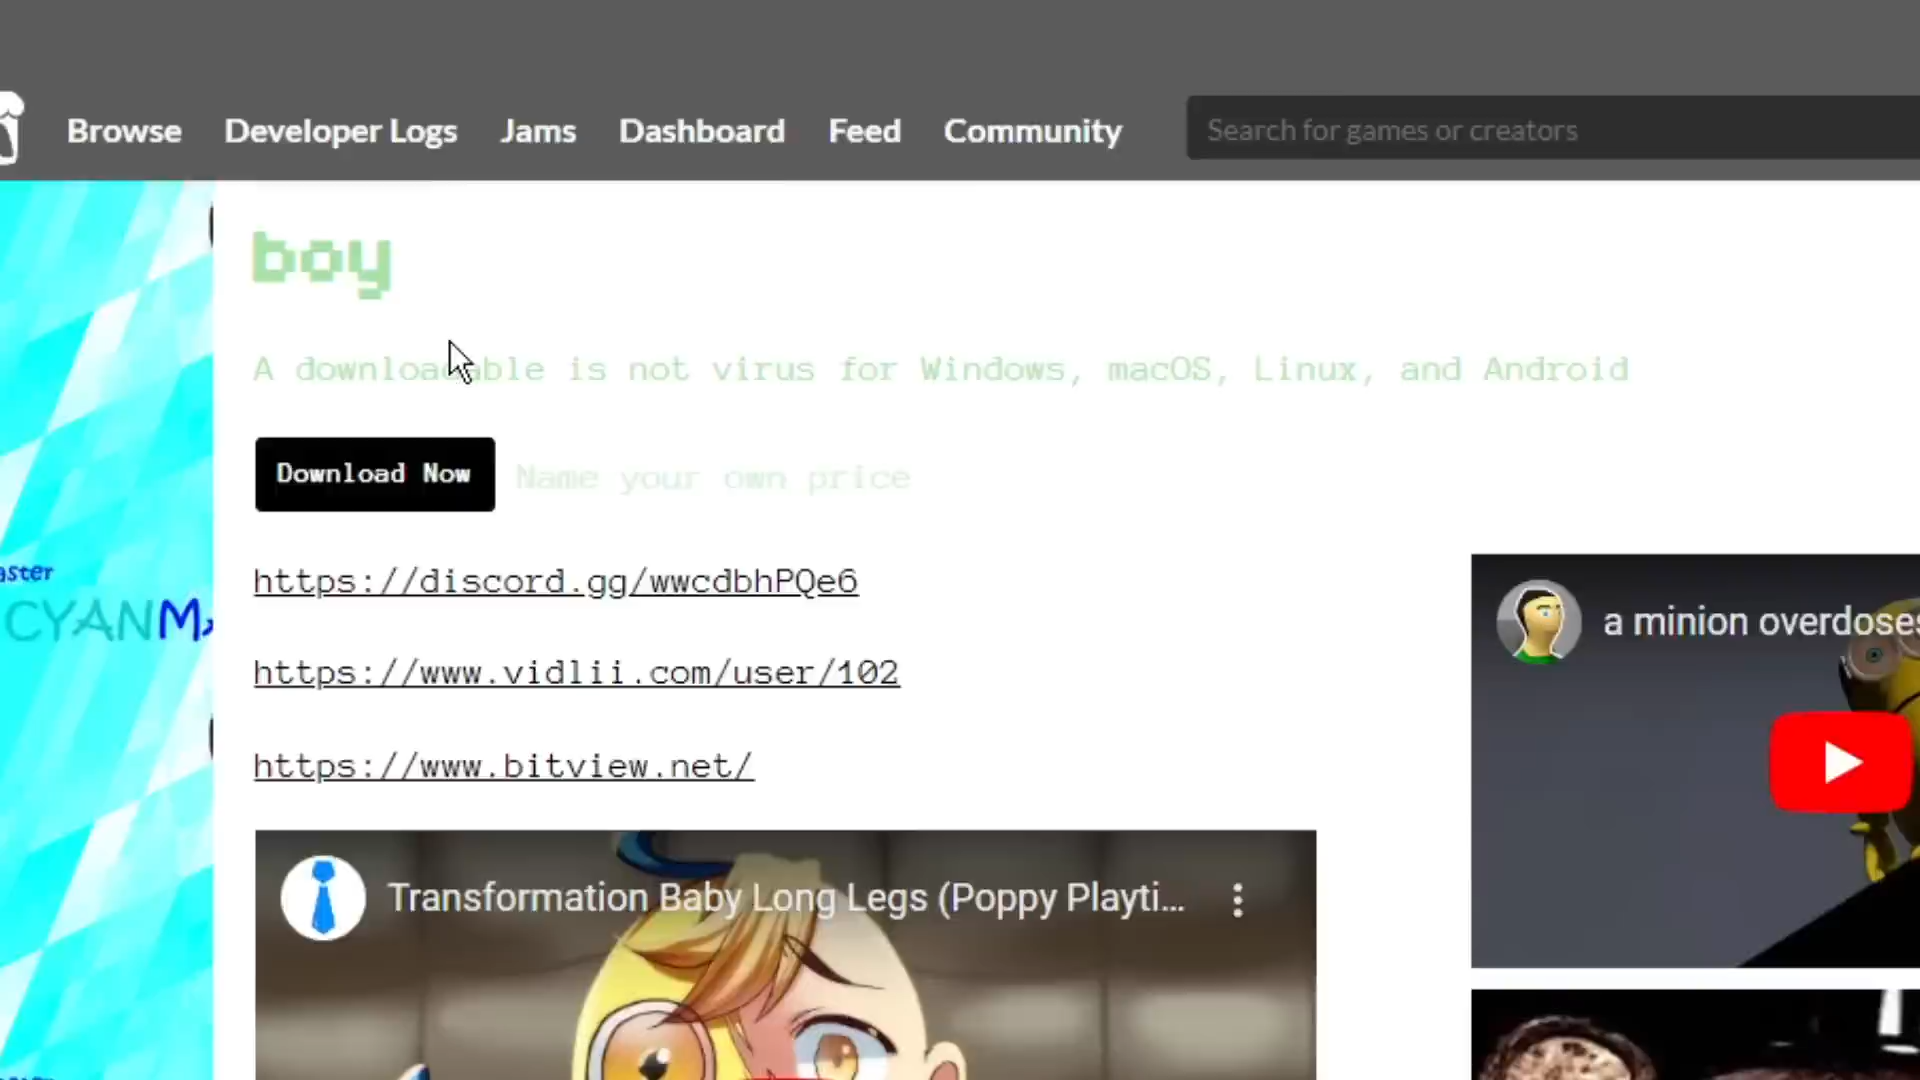 Browse Developer Logs Jams Dashboard Feed Community Search for games or creators
boy
A downloadable is not virus for Windows, macOS, Linux, and Android
Download Now Name your own price
https://discord.gg/wwcdbhPQe6
https://www.vidlii.com/user/102
https://www.bitview.net/
aster
CYANMa
a minion overdoses
Transformation Baby Long Legs (Poppy Playti...